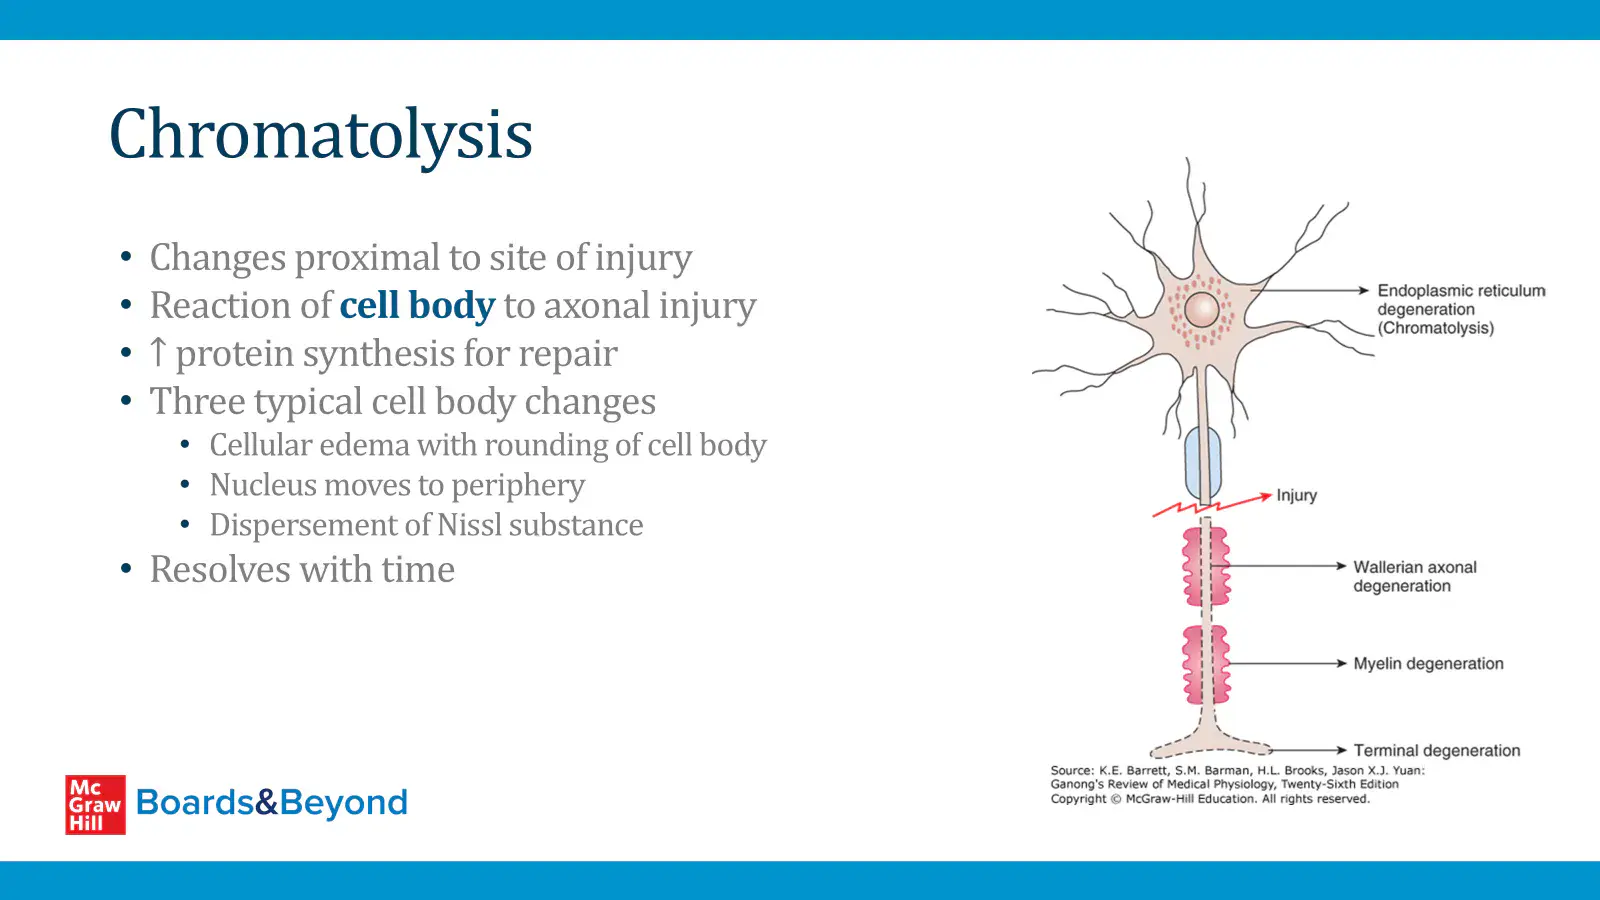 Chromatolysis
• Changes proximal to site of injury
• Reaction of cell body to axonal injury
• ↑ protein synthesis for repair
• Three typical cell body changes
• Cellular edema with rounding of cell body
• Nucleus moves to periphery
• Dispersement of Nissl substance
• Resolves with time
Endoplasmic reticulum
degeneration
(Chromatolysis)
Injury
Wallerian axonal
degeneration
Myelin degeneration
Terminal degeneration
Source: K.E. Barrett, S.M. Barman, H.L. Brooks, Jason X.J. Yuan:
Ganong's Review of Medical Physiology, Twenty-Sixth Edition
Copyright © McGraw-Hill Education. All rights reserved.
Mc
Graw
Hill
Boards&Beyond